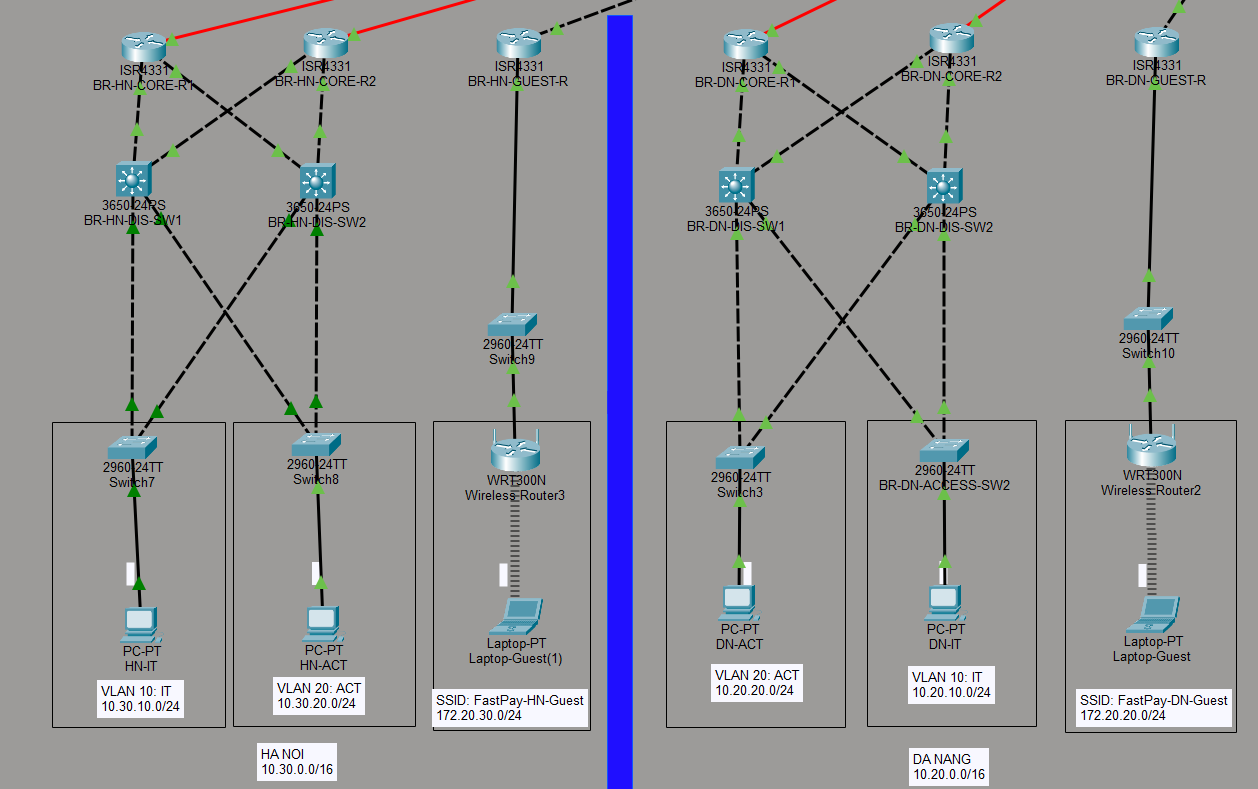 ISR4331
BR-HN-CORE-R1
ISR4331
BR-HN-CORE-R2
ISR4331
BR-HN-GUEST-R
3650-24PS
BR-HN-DIS-SW1
3650-24PS
BR-HN-DIS-SW2
2960-24TT
Switch9
2960-24TT
Switch7
2960-24TT
Switch8
WRT300N
Wireless Router3
PC-PT
HN-IT
PC-PT
HN-ACT
Laptop-PT
Laptop-Guest(1)
VLAN 10: IT
10.30.10.0/24
VLAN 20: ACT
10.30.20.0/24
SSID: FastPay-HN-Guest
172.20.30.0/24
HA NOI
10.30.0.0/16
ISR4331
BR-DN-CORE-R1
ISR4331
BR-DN-CORE-R2
ISR4331
BR-DN-GUEST-R
3650-24PS
BR-DN-DIS-SW1
3650-24PS
BR-DN-DIS-SW2
2960-24TT
Switch10
2960-24TT
Switch3
2960-24TT
BR-DN-ACCESS-SW2
WRT300N
Wireless Router2
PC-PT
DN-ACT
PC-PT
DN-IT
Laptop-PT
Laptop-Guest
VLAN 20: ACT
10.20.20.0/24
VLAN 10: IT
10.20.10.0/24
SSID: FastPay-DN-Guest
172.20.20.0/24
DA NANG
10.20.0.0/16